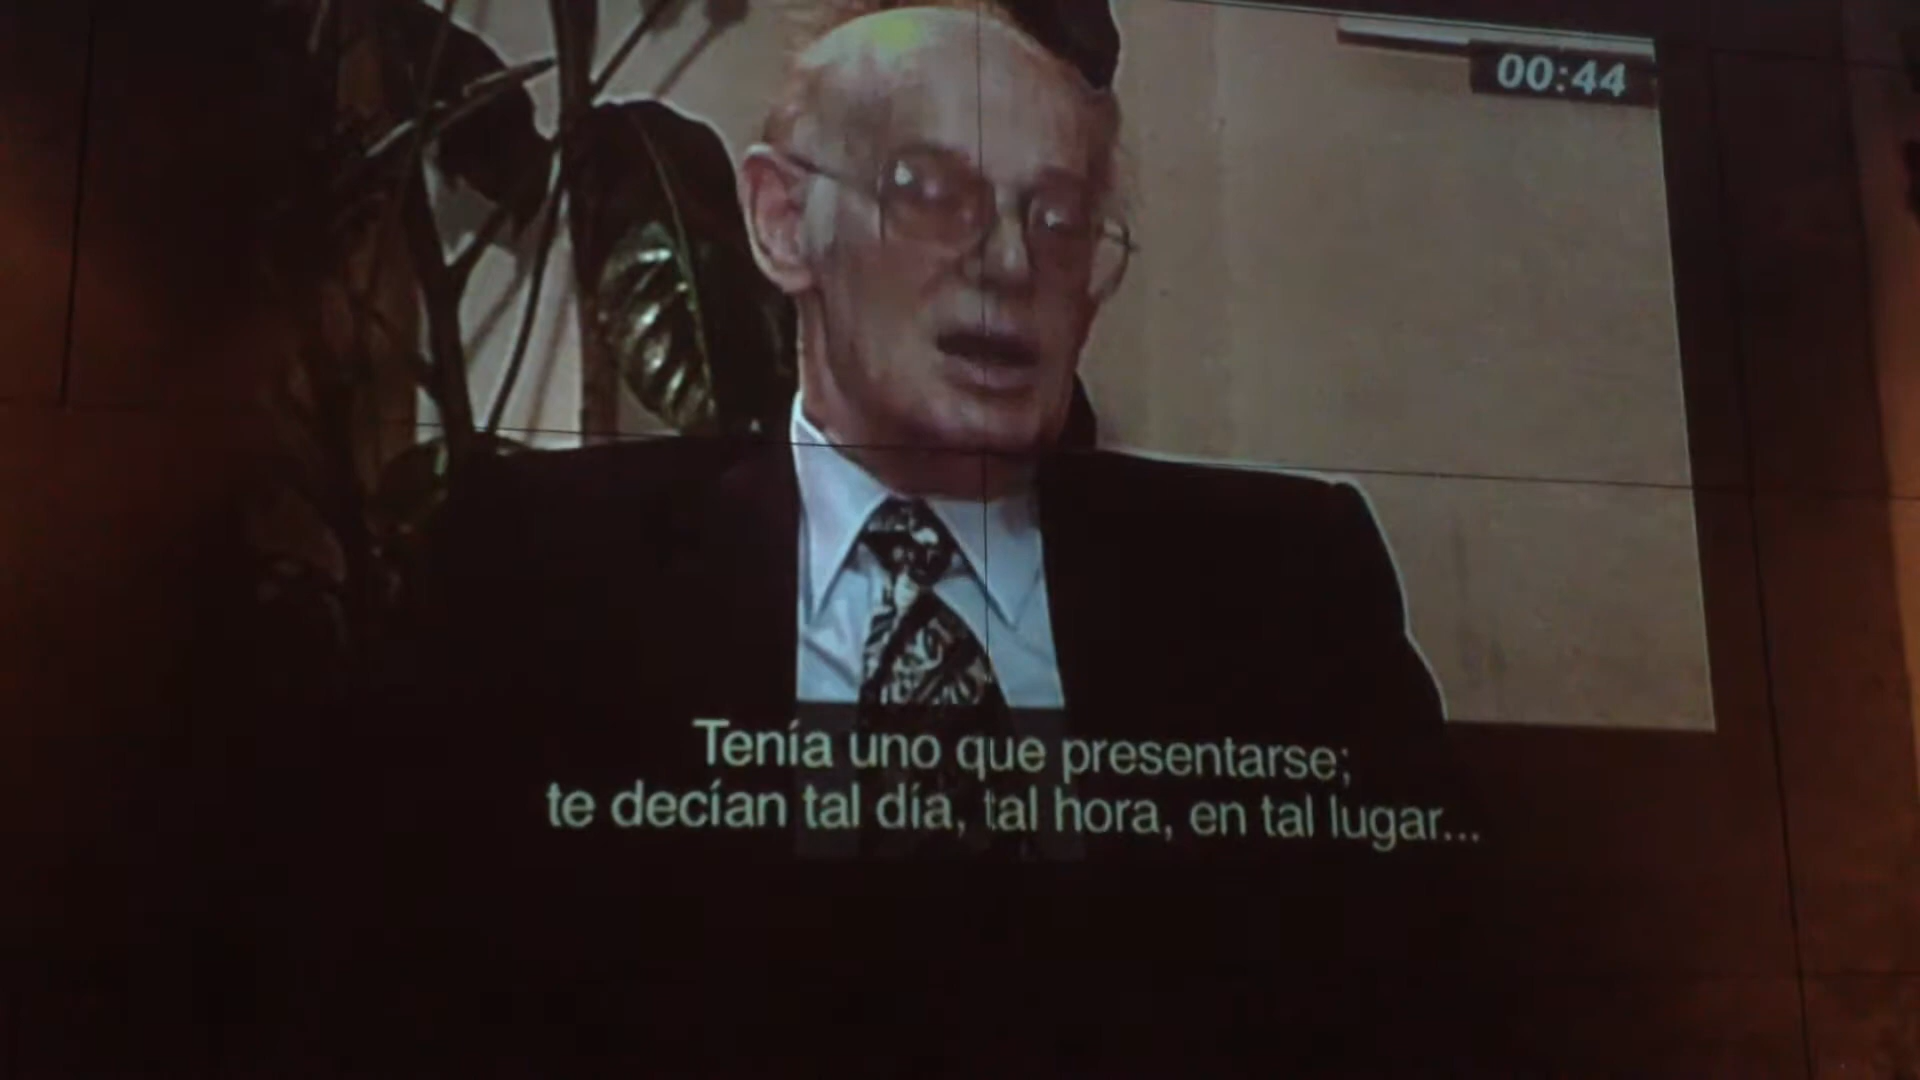 00:44
Tenía uno que presentarse;
te decían tal día, tal hora, en tal lugar...